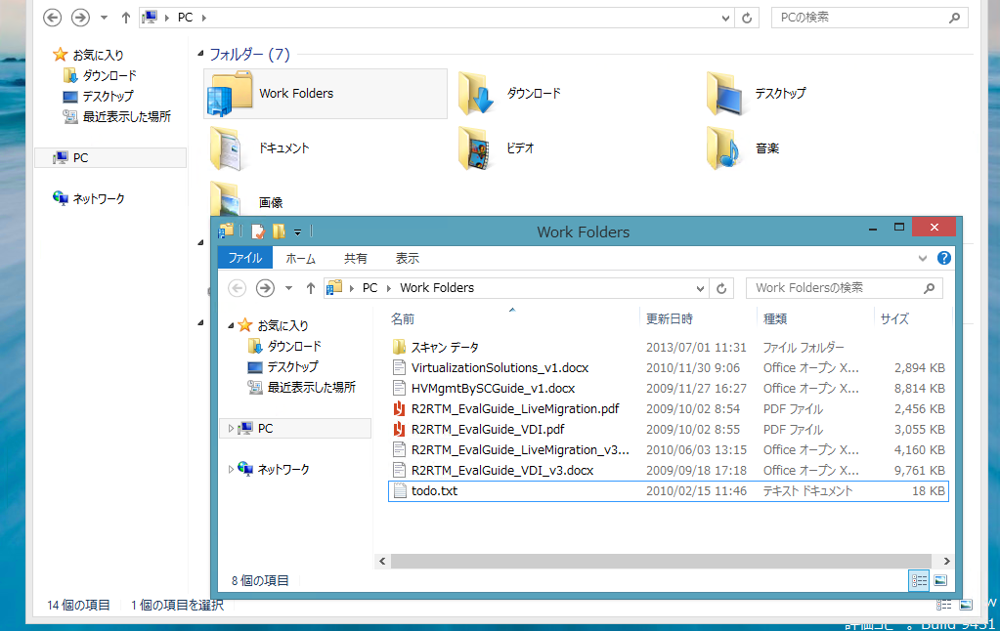 PC
PCの検索
お気に入り
ダウンロード
デスクトップ
最近表示した場所
PC
ネットワーク
フォルダー (7)
Work Folders
ダウンロード
デスクトップ
ドキュメント
ビデオ
音楽
画像
Work Folders
ファイル ホーム 共有 表示
PC Work Folders
Work Foldersの検索
お気に入り
ダウンロード
デスクトップ
最近表示した場所
PC
ネットワーク
名前 更新日時 種類 サイズ
スキャン データ 2013/07/01 11:31 ファイル フォルダー
VirtualizationSolutions_v1.docx 2010/11/30 9:06 Office オープン X... 2,894 KB
HVMgmtBySCGuide_v1.docx 2009/11/27 16:27 Office オープン X... 8,814 KB
R2RTM_EvalGuide_LiveMigration.pdf 2009/10/02 8:54 PDF ファイル 2,456 KB
R2RTM_EvalGuide_VDI.pdf 2009/10/02 8:55 PDF ファイル 3,055 KB
R2RTM_EvalGuide_LiveMigration_v3... 2010/06/03 13:15 Office オープン X... 4,160 KB
R2RTM_EvalGuide_VDI_v3.docx 2009/09/18 17:18 Office オープン X... 9,761 KB
todo.txt 2010/02/15 11:46 テキスト ドキュメント 18 KB
8 個の項目
14 個の項目 1 個の項目を選択
Build 9431